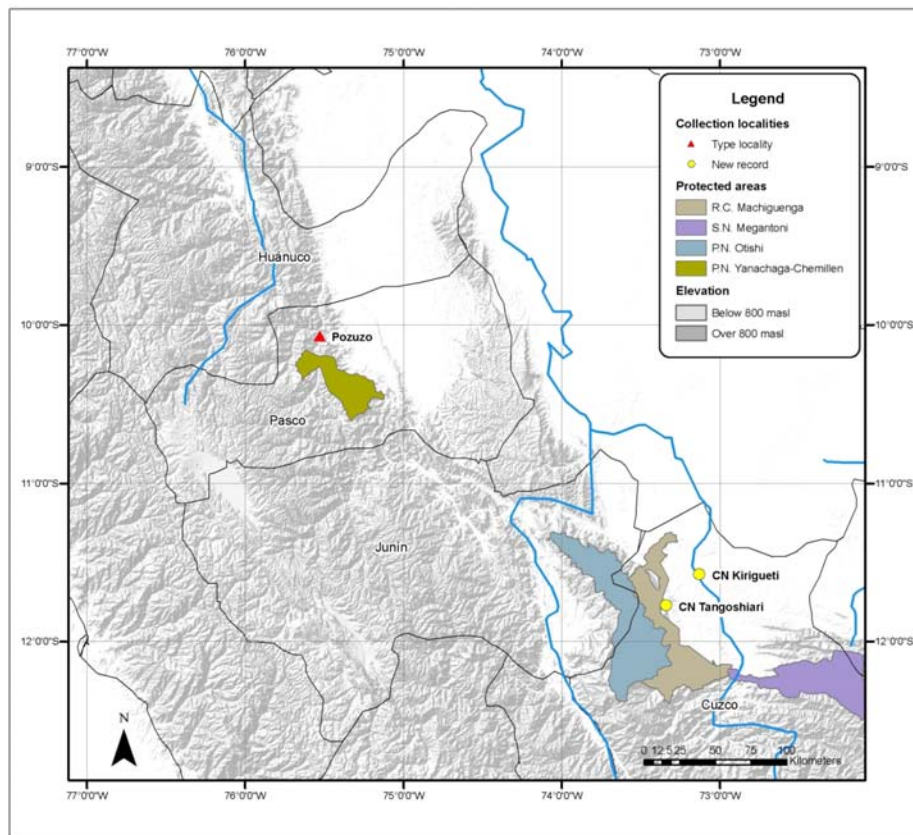 77°0'0"W 76°0'0"W 75°0'0"W 74°0'0"W 73°0'0"W
Legend
Collection localities
Type locality
New record
Protected areas
R.C. Machiguenga
S.N. Megantoni
P.N. Otishi
P.N. Yanachaga-Chemillen
Elevation
Below 800 masl
Over 800 masl
9°0'0"S 9°0'0"S
Huanuco
10°0'0"S 10°0'0"S
Pozuzo
Pasco
11°0'0"S 11°0'0"S
Junin
CN Kirigueti
CN Tangoshiari
12°0'0"S 12°0'0"S
Cuzco
N
0 12.5 25 50 75 100
Kilometers
77°0'0"W 76°0'0"W 75°0'0"W 74°0'0"W 73°0'0"W